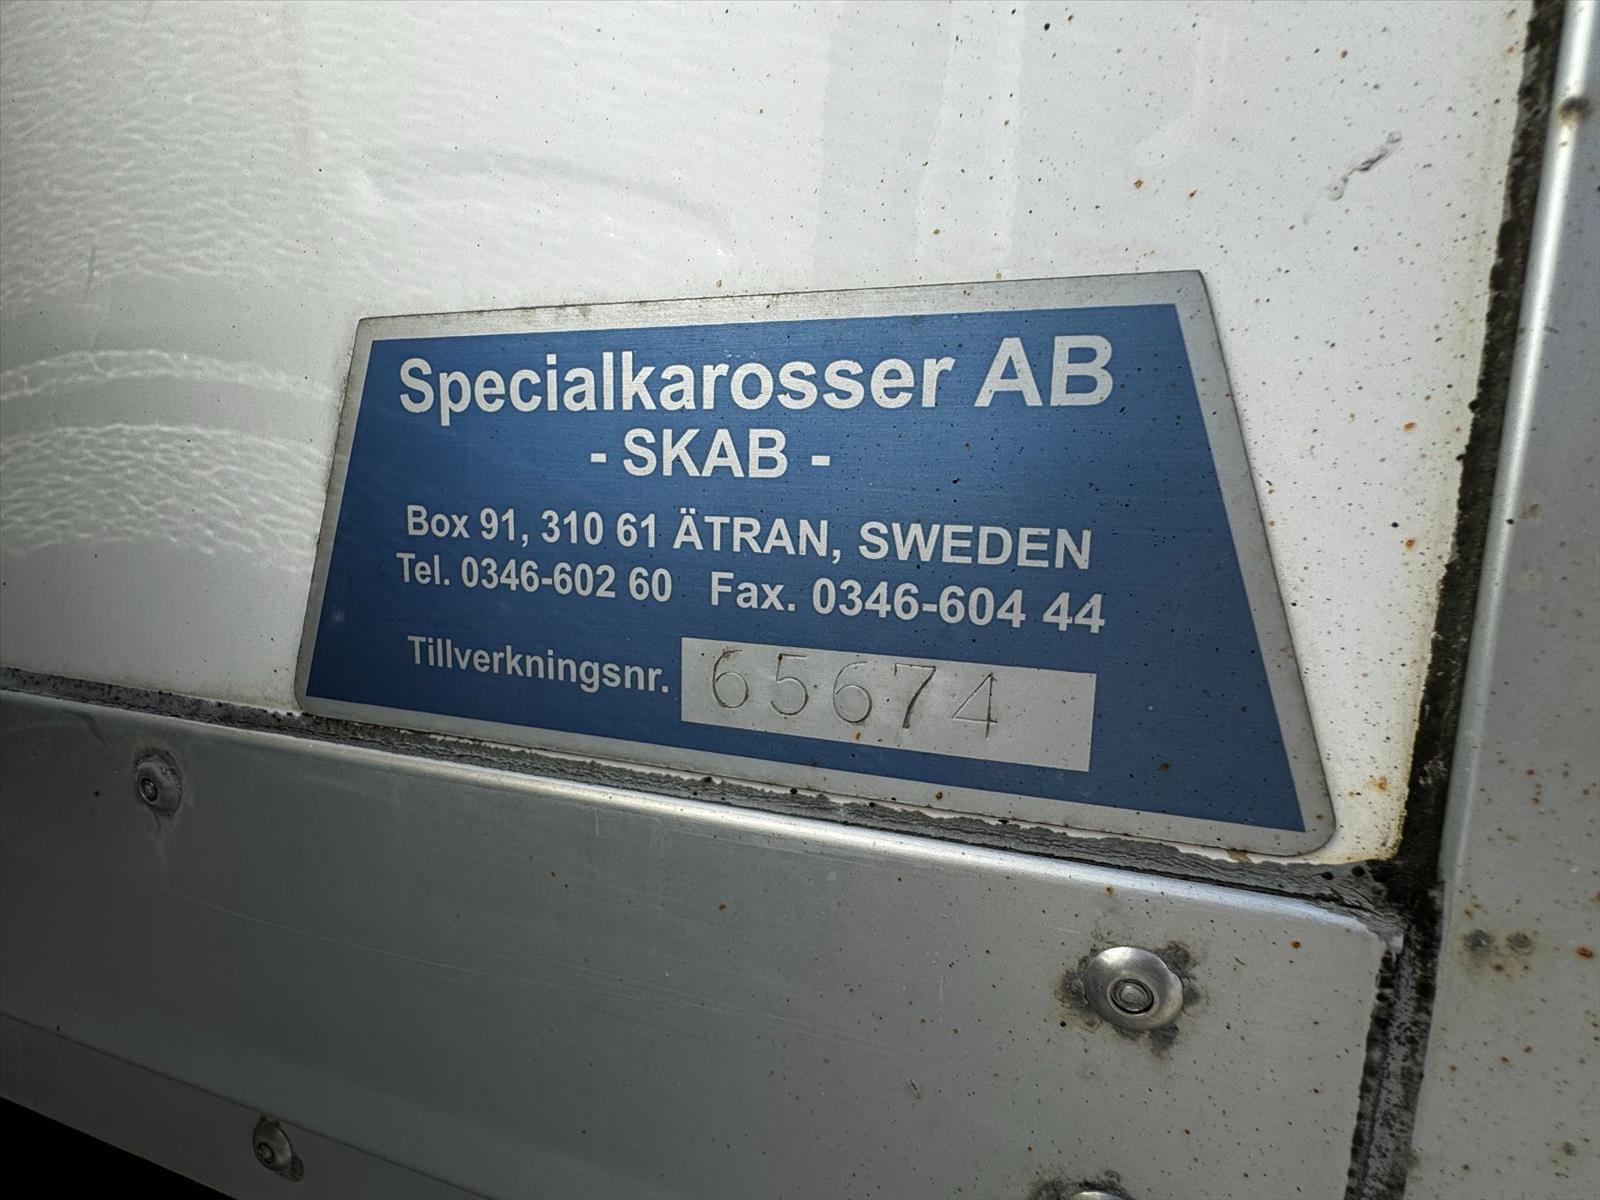 Specialkarosser AB
- SKAB -
Box 91, 310 61 ÄTRAN, SWEDEN
Tel. 0346-602 60 Fax. 0346-604 44
Tillverkningsnr. 65674